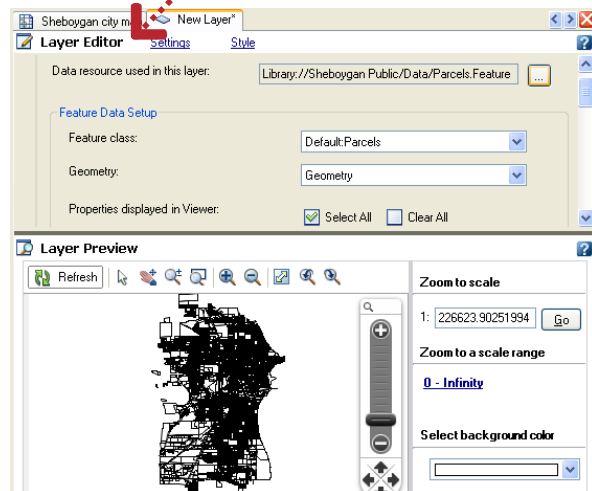 Sheboygan city m
New Layer*
Layer Editor Settings Style
Data resource used in this layer: Library://Sheboygan Public/Data/Parcels.Feature ...
Feature Data Setup
Feature class: Default:Parcels
Geometry: Geometry
Properties displayed in Viewer: Select All Clear All
Layer Preview
Refresh
Zoom to scale
1: 226623.90251994 Go
Zoom to a scale range
0 - Infinity
Select background color